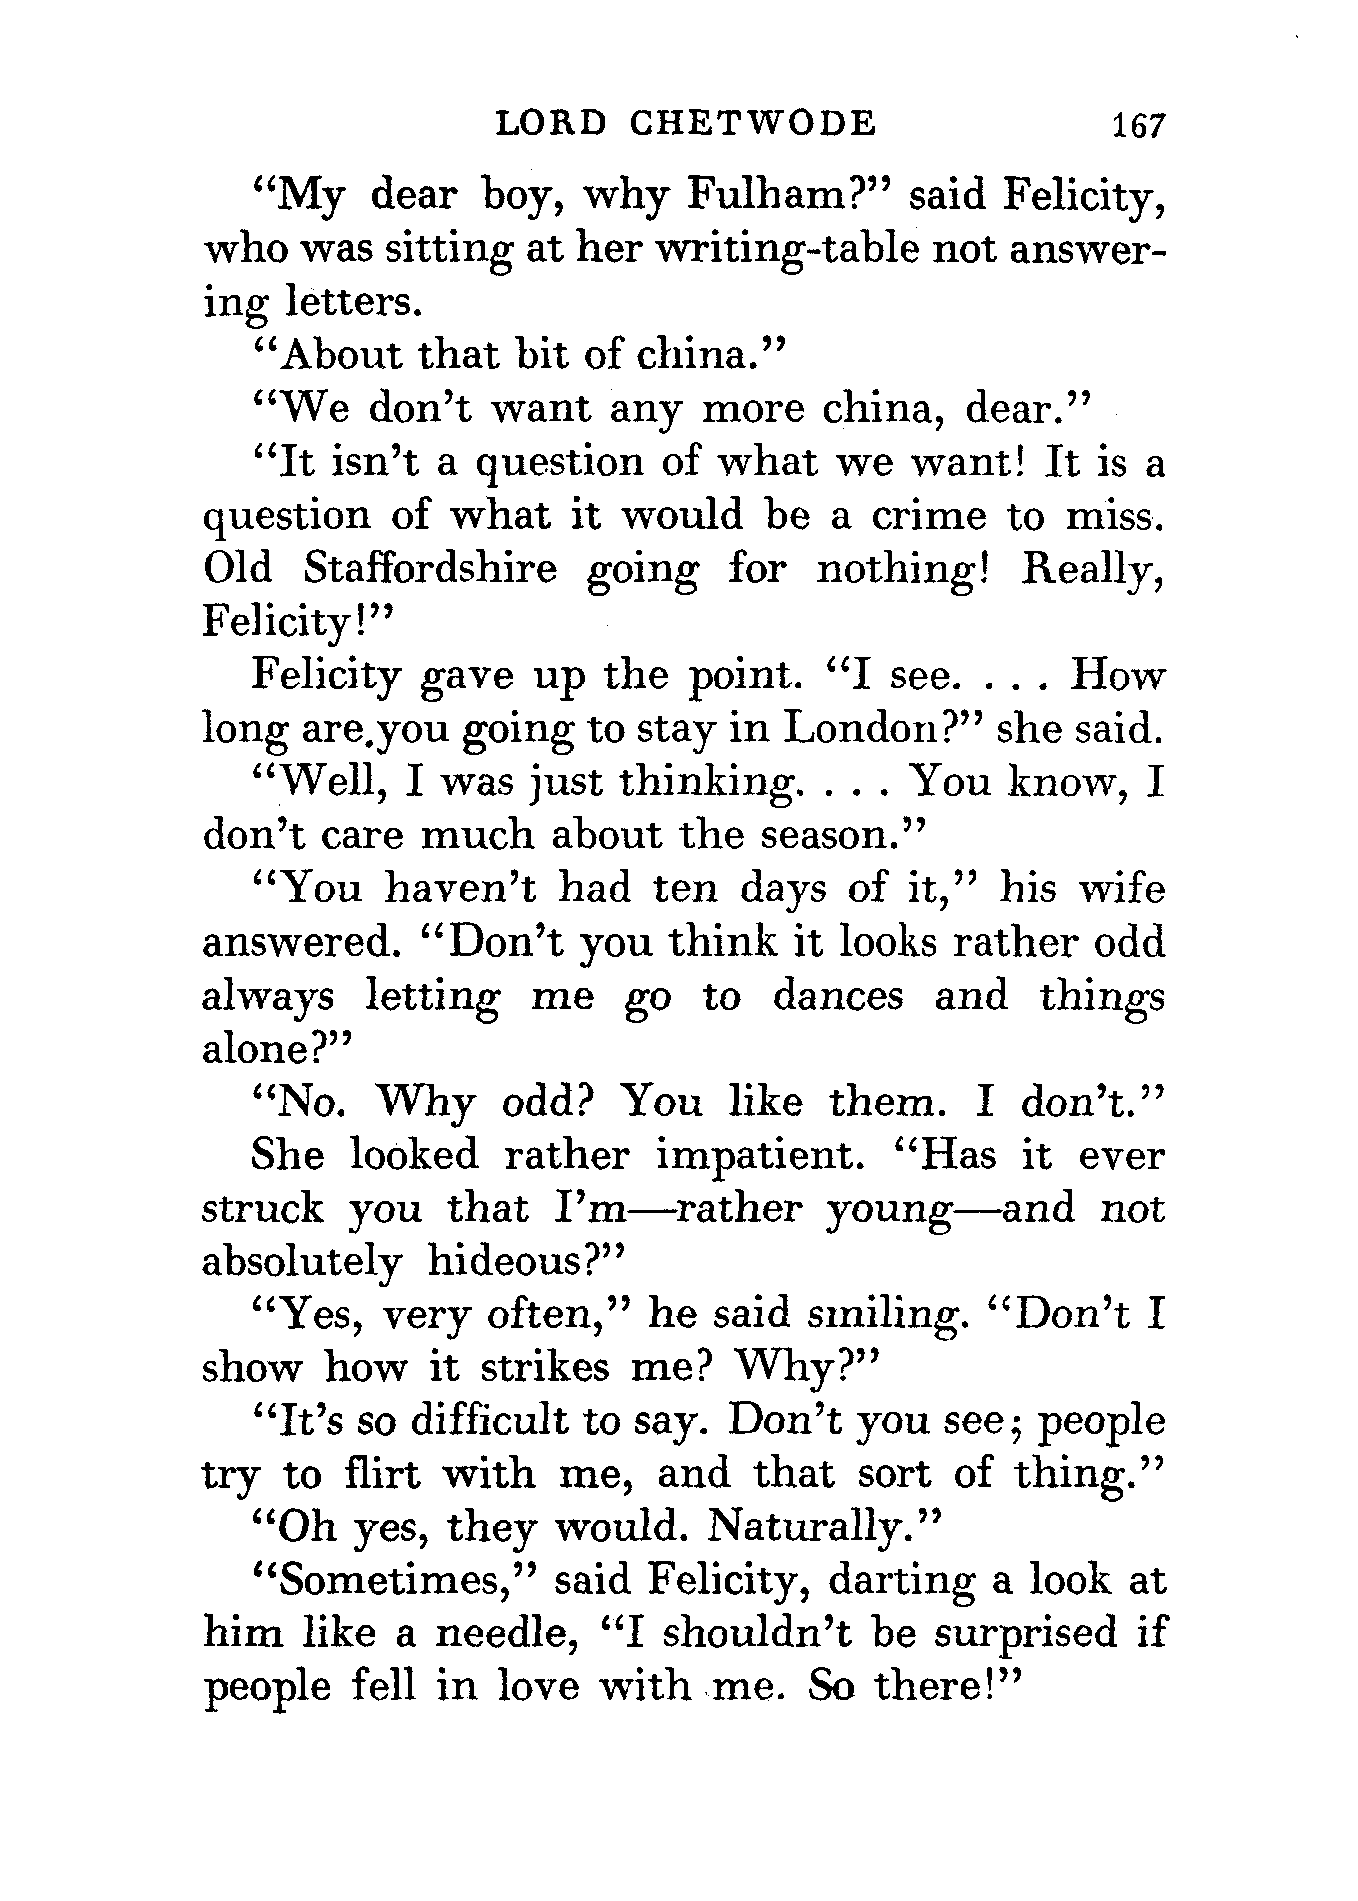 LORD CHETWODE 167
“My dear boy, why Fulham?” said Felicity,
who was sitting at her writing-table not answer-
ing letters.
“About that bit of china.”
“We don’t want any more china, dear.”
“It isn’t a question of what we want! It is a
question of what it would be a crime to miss.
Old Staffordshire going for nothing! Really,
Felicity!”
Felicity gave up the point. “I see. . . . How
long are you going to stay in London?” she said.
“Well, I was just thinking. . . . You know, I
don’t care much about the season.”
“You haven’t had ten days of it,” his wife
answered. “Don’t you think it looks rather odd
always letting me go to dances and things
alone?”
“No. Why odd? You like them. I don’t.”
She looked rather impatient. “Has it ever
struck you that I’m—rather young—and not
absolutely hideous?”
“Yes, very often,” he said smiling. “Don’t I
show how it strikes me? Why?”
“It’s so difficult to say. Don’t you see; people
try to flirt with me, and that sort of thing.”
“Oh yes, they would. Naturally.”
“Sometimes,” said Felicity, darting a look at
him like a needle, “I shouldn’t be surprised if
people fell in love with me. So there!”